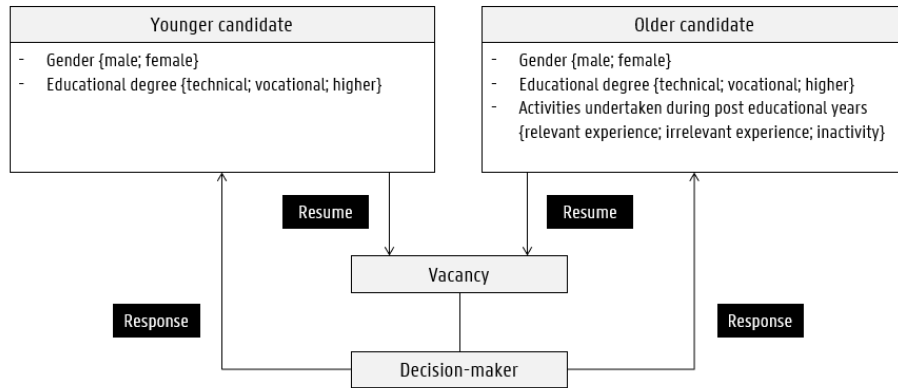 Younger candidate
- Gender {male; female}
- Educational degree {technical; vocational; higher}
Older candidate
- Gender {male; female}
- Educational degree {technical; vocational; higher}
- Activities undertaken during post educational years
{relevant experience; irrelevant experience; inactivity}
Resume
Resume
Vacancy
Response
Response
Decision-maker